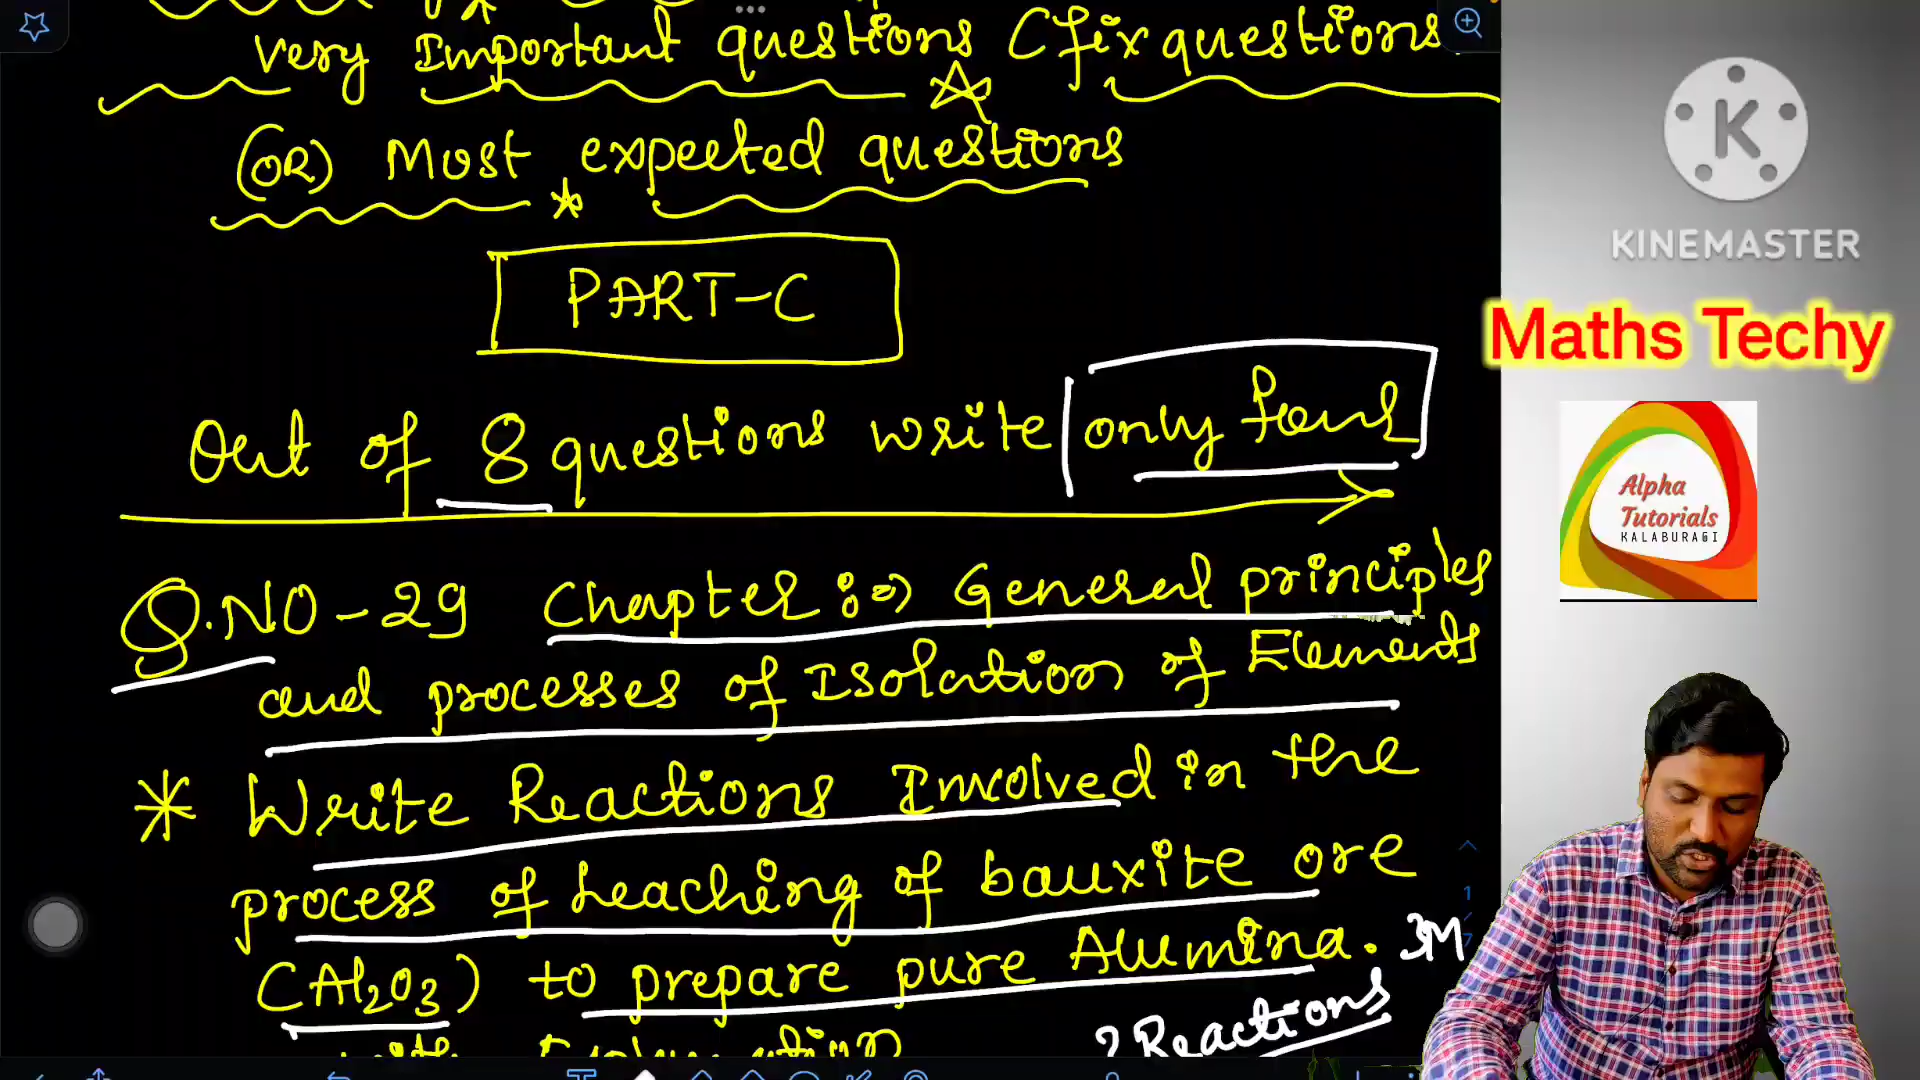 very Important questions (fix questions
(OR) Most expected questions
PART-C
Out of 8 questions write only four
Q.NO-29 Chapter :⇒ General principles
and processes of Isolation of Elements
* Write Reactions Involved in the
process of Leaching of bauxite ore
(Al₂O₃) to prepare pure Alumina. 3M
Reactions
K
KINEMASTER
Maths Techy
Alpha
Tutorials
KALABURAGI
1